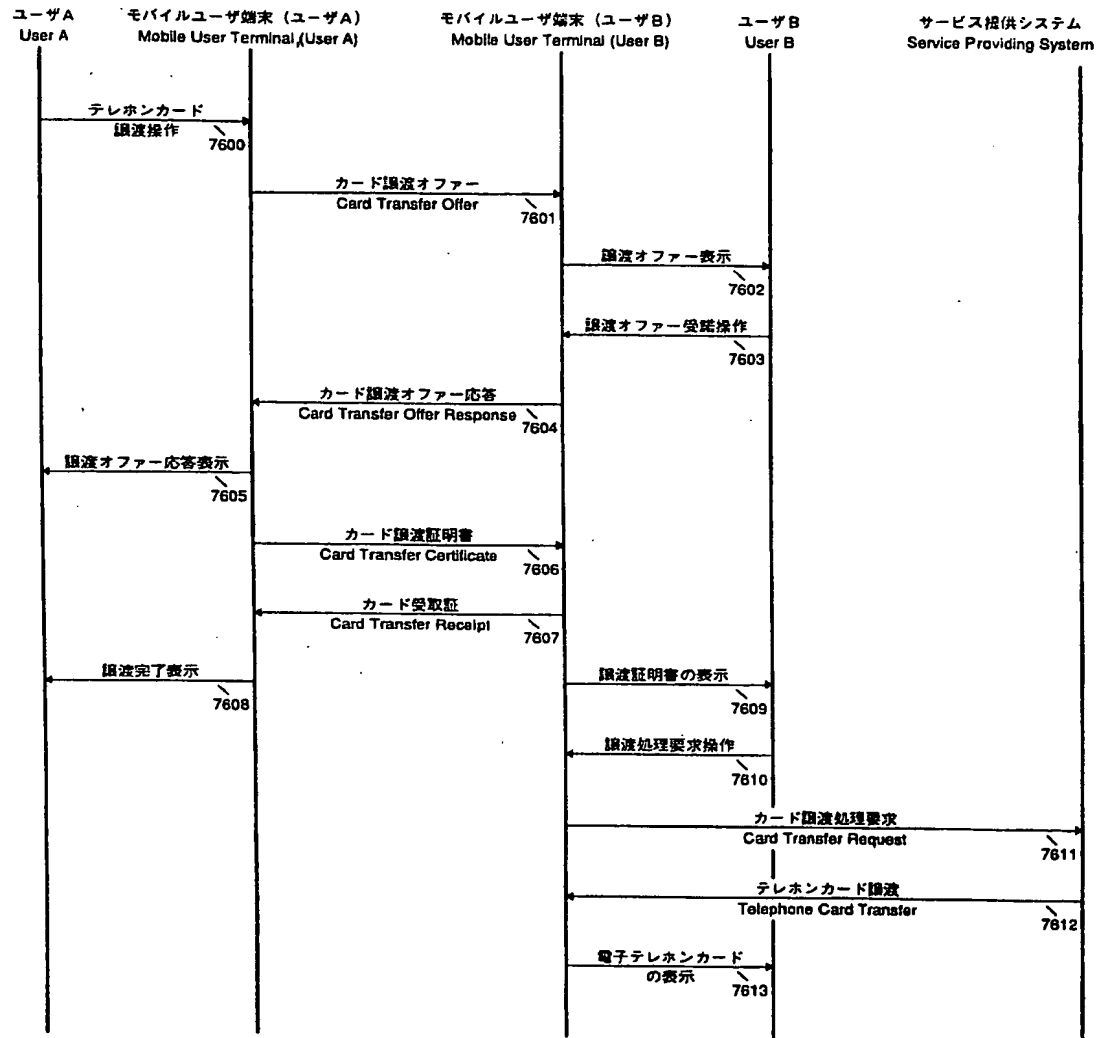 ユーザA
User A
モバイルユーザ端末（ユーザA）
Mobile User Terminal (User A)
モバイルユーザ端末（ユーザB）
Mobile User Terminal (User B)
ユーザB
User B
サービス提供システム
Service Providing System
テレホンカード
譲渡操作
7600
カード譲渡オファー
Card Transfer Offer
7601
譲渡オファー表示
7602
譲渡オファー受諾操作
7603
カード譲渡オファー応答
Card Transfer Offer Response
7604
譲渡オファー応答表示
7605
カード譲渡証明書
Card Transfer Certificate
7606
カード受取証
Card Transfer Receipt
7607
譲渡完了表示
7608
譲渡証明書の表示
7609
譲渡処理要求操作
7610
カード譲渡処理要求
Card Transfer Request
7611
テレホンカード譲渡
Telephone Card Transfer
7612
電子テレホンカード
の表示
7613